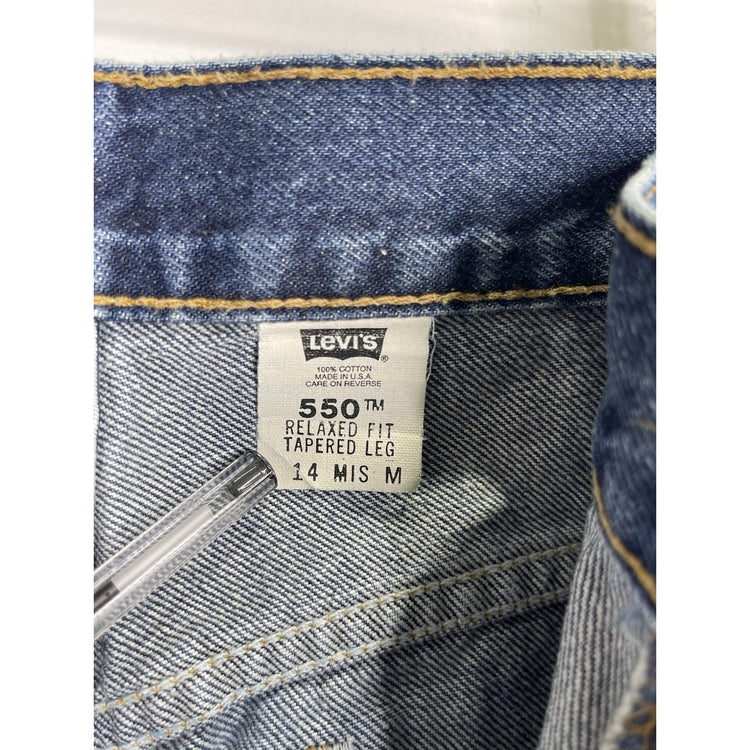 LEVI'S ®
100% COTTON
MADE IN U.S.A.
CARE ON REVERSE
550™
RELAXED FIT
TAPERED LEG
14 MIS M